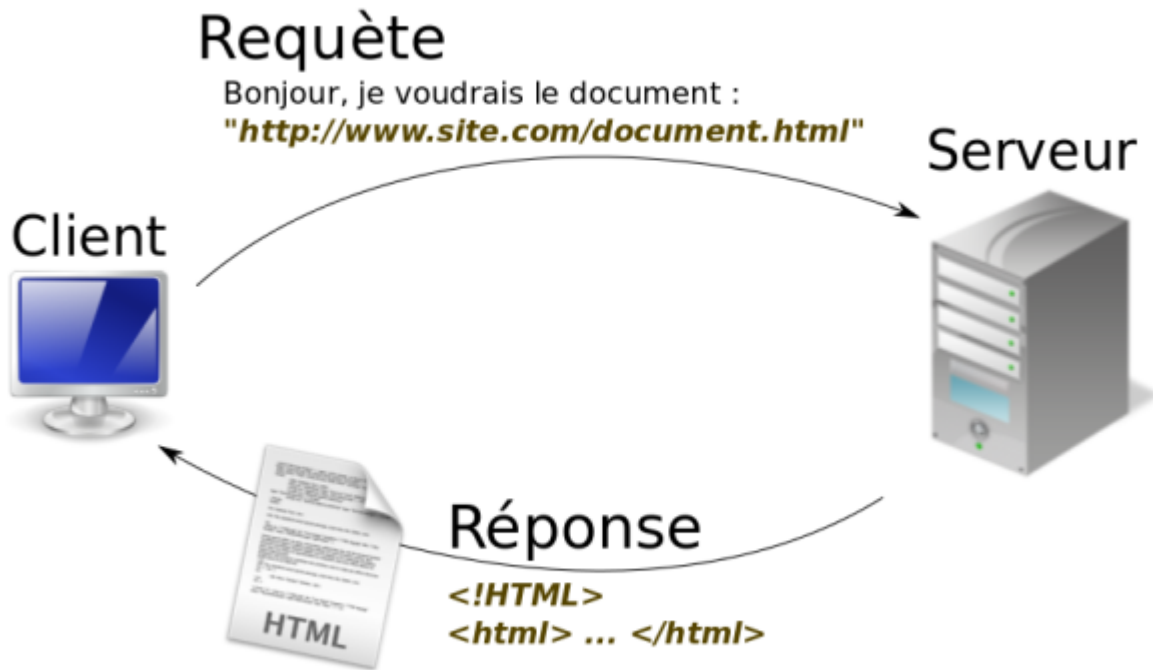 Requète
Bonjour, je voudrais le document :
"http://www.site.com/document.html"
Serveur
Client
Réponse
<!HTML>
<html> ... </html>
HTML